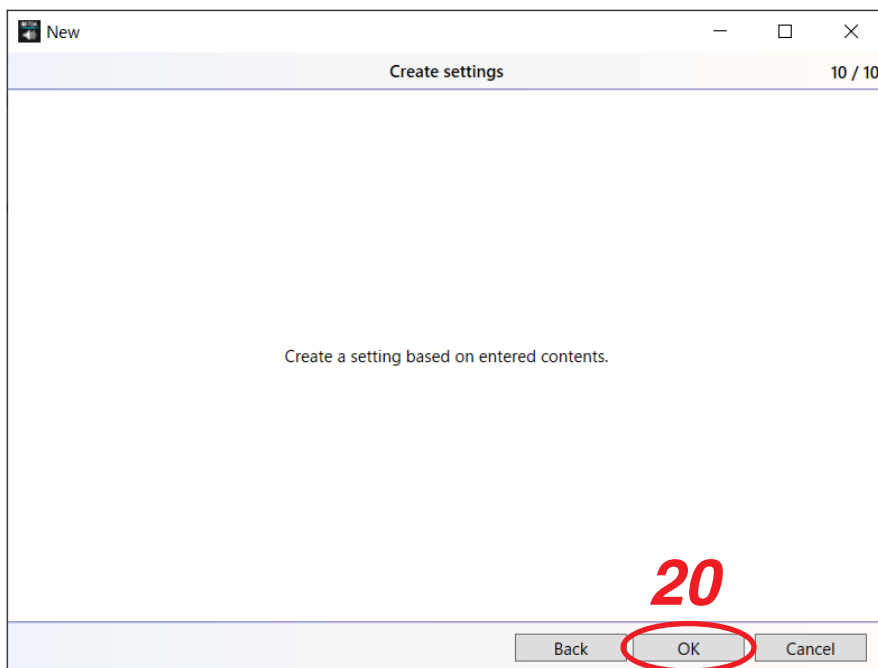 New
Create settings 10 / 10
Create a setting based on entered contents.
20
Back OK Cancel